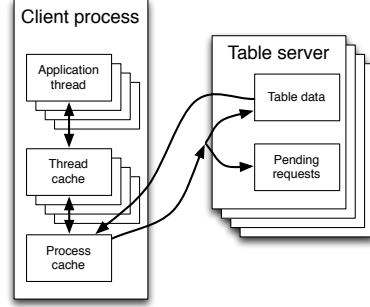 Client process
Application
thread
Thread
cache
Process
cache
Table server
Table data
Pending
requests